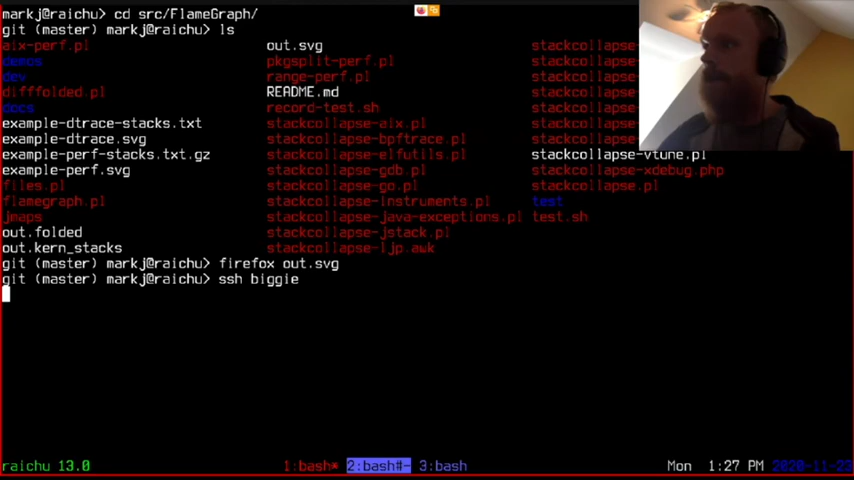 markj@raichu> cd src/FlameGraph/
git (master) markj@raichu> ls
aix-perf.pl out.svg stackcollapse-
demos pkgsplit-perf.pl stackcollapse-
dev range-perf.pl stackcollapse-
difffolded.pl README.md stackcollapse-
docs record-test.sh stackcollapse-
example-dtrace-stacks.txt stackcollapse-aix.pl stackcollapse-
example-dtrace.svg stackcollapse-bpftrace.pl stackcollapse-
example-perf-stacks.txt.gz stackcollapse-elfutils.pl stackcollapse-vtune.pl
example-perf.svg stackcollapse-gdb.pl stackcollapse-xdebug.php
files.pl stackcollapse-go.pl stackcollapse.pl
flamegraph.pl stackcollapse-instruments.pl test
jmaps stackcollapse-java-exceptions.pl test.sh
out.folded stackcollapse-jstack.pl
out.kern_stacks stackcollapse-ljp.awk
git (master) markj@raichu> firefox out.svg
git (master) markj@raichu> ssh biggie
raichu 13.0 1:bash* 2:bash#- 3:bash Mon 1:27 PM 2020-11-23